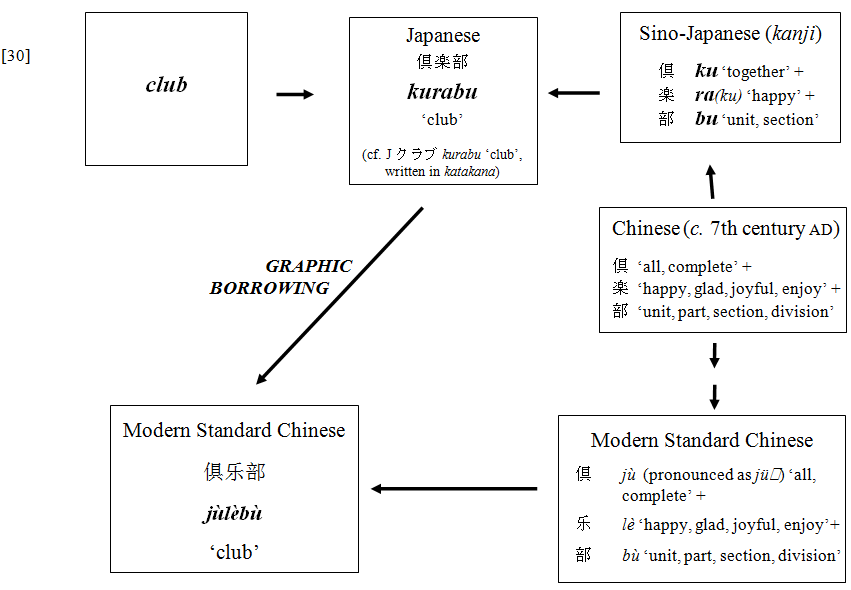 [30]
club
Japanese
倶楽部
kurabu
‘club’
(cf. J クラブ kurabu ‘club’,
written in katakana)
Sino-Japanese (kanji)
倶 ku ‘together’ +
楽 ra(ku) ‘happy’ +
部 bu ‘unit, section’
Chinese (c. 7th century AD)
倶 ‘all, complete’ +
楽 ‘happy, glad, joyful, enjoy’ +
部 ‘unit, part, section, division’
GRAPHIC
BORROWING
Modern Standard Chinese
俱乐部
jùlèbù
‘club’
Modern Standard Chinese
俱 jù (pronounced as jü□) ‘all,
complete’ +
乐 lè ‘happy, glad, joyful, enjoy’+
部 bù ‘unit, part, section, division’